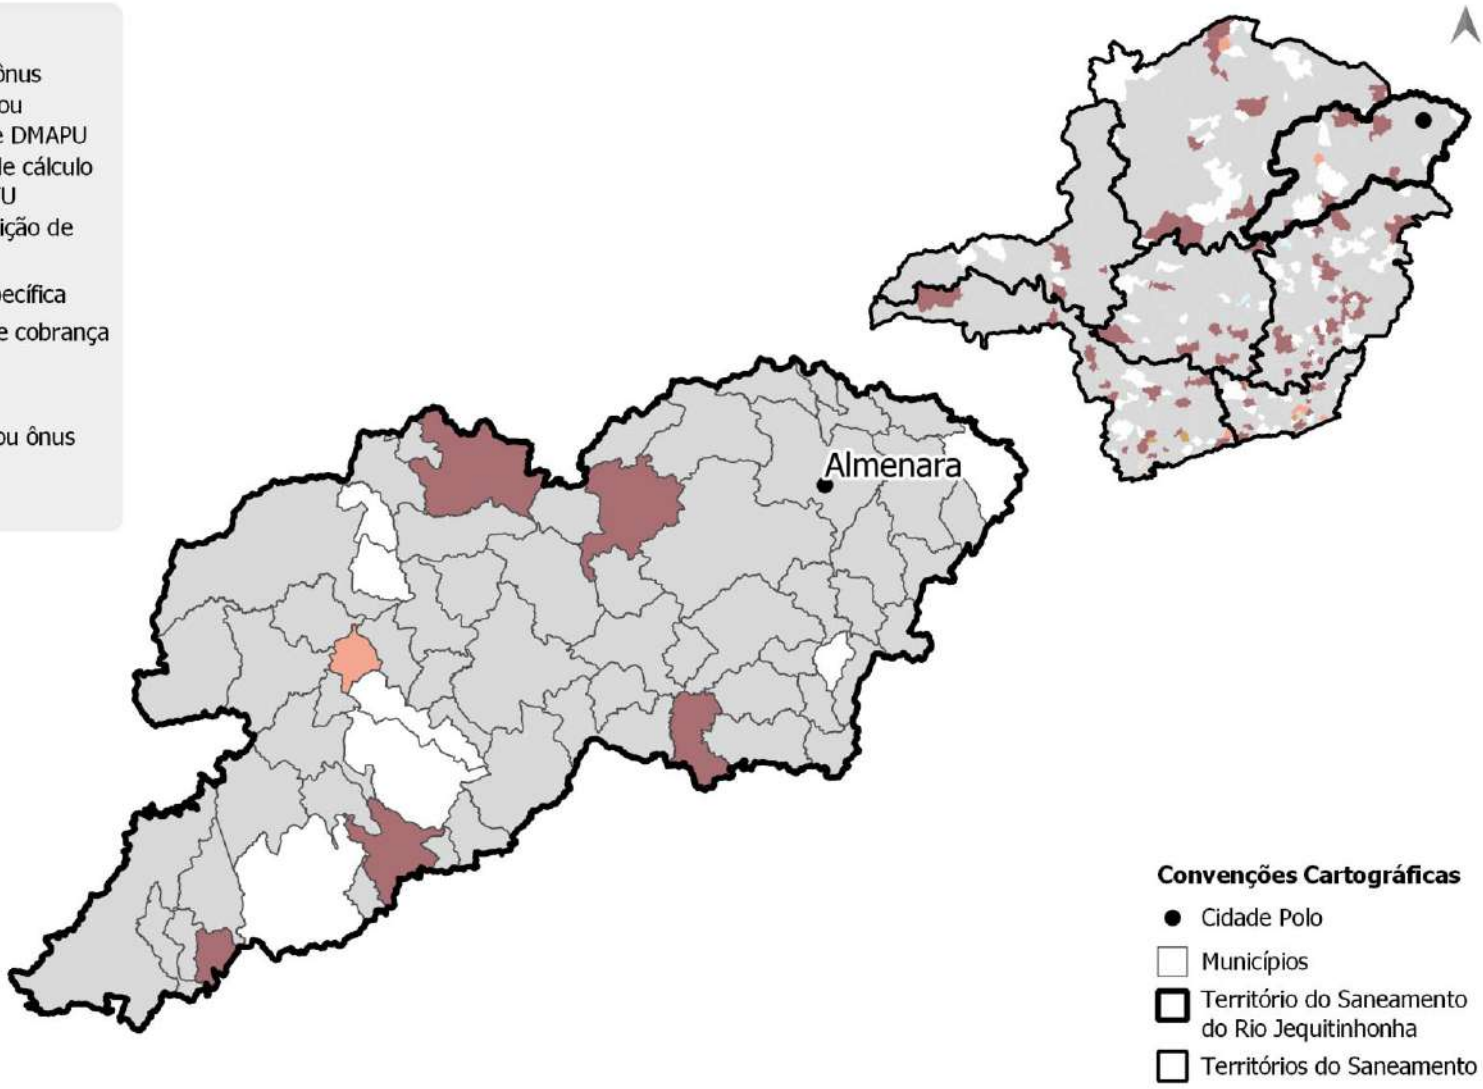 ônus
ou
e DMAPU
de cálculo
U
ição de
ecífica
e cobrança
ou ônus
Almenara
Convenções Cartográficas
Cidade Polo
Municípios
Território do Saneamento
do Rio Jequitinhonha
Territórios do Saneamento